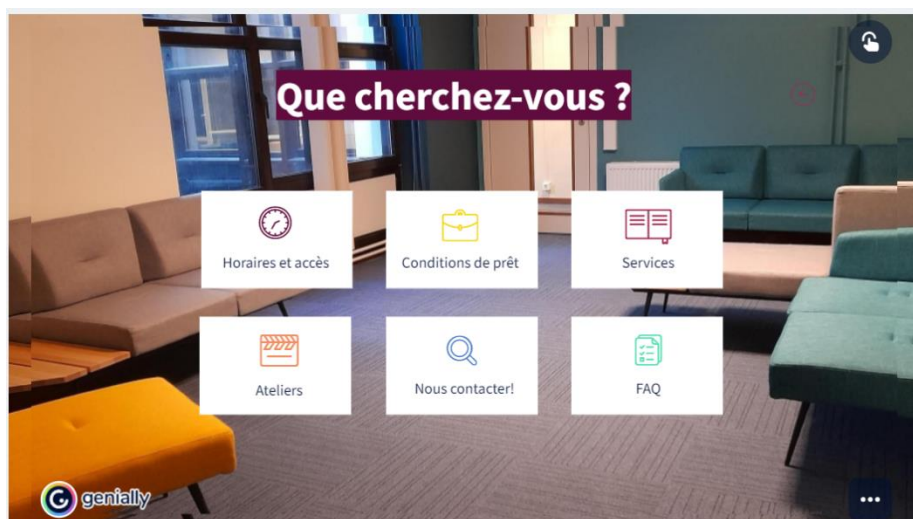 Que cherchez-vous ?
Horaires et accès
Conditions de prêt
Services
Ateliers
Nous contacter!
FAQ
genially